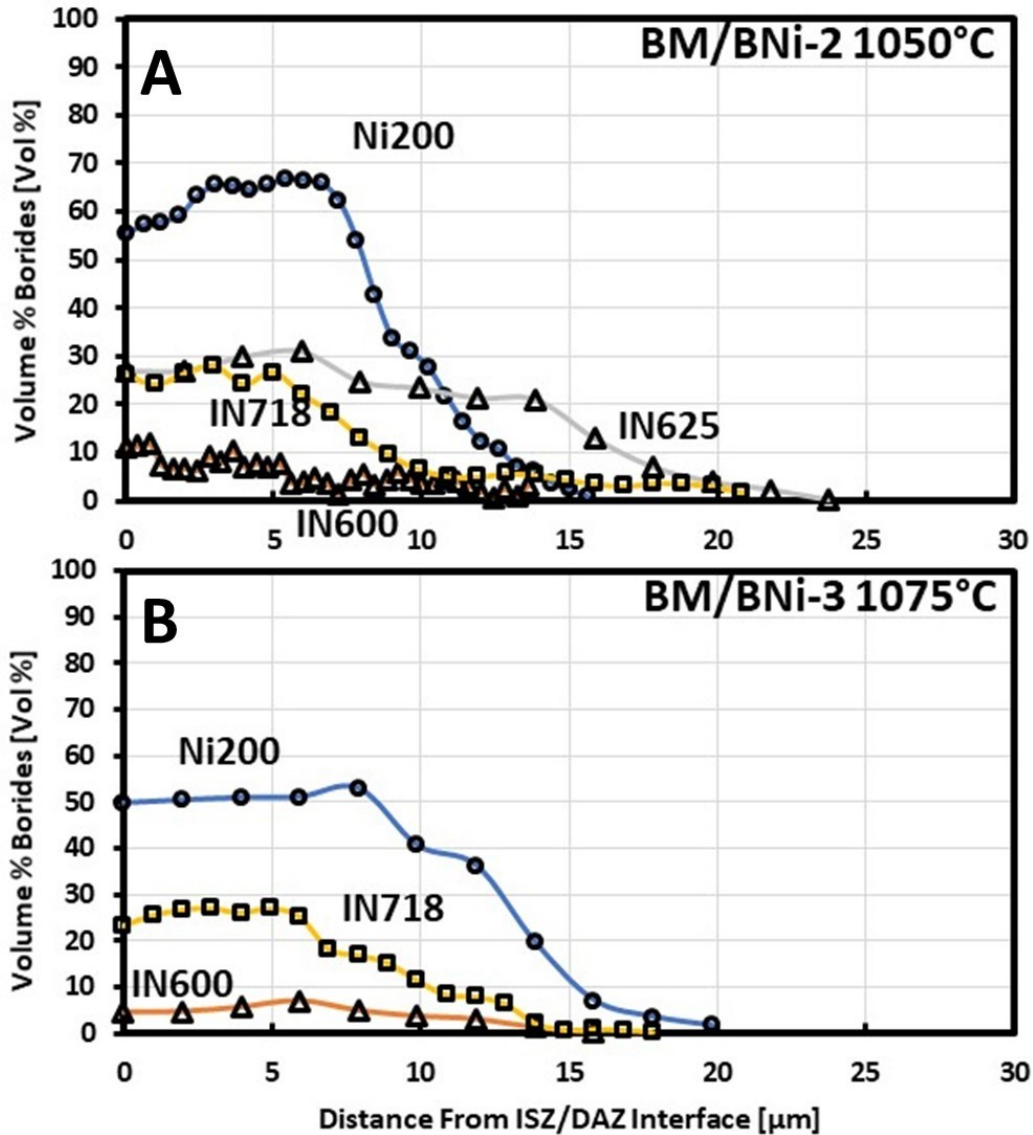 A
BM/BNi-2 1050°C
Volume % Borides [Vol %]
100
90
80
70
60
50
40
30
20
10
0
Ni200
IN718
IN625
IN600
0 5 10 15 20 25 30
B
BM/BNi-3 1075°C
Volume % Borides [Vol %]
100
90
80
70
60
50
40
30
20
10
0
Ni200
IN718
IN600
0 5 10 15 20 25 30
Distance From ISZ/DAZ Interface [µm]